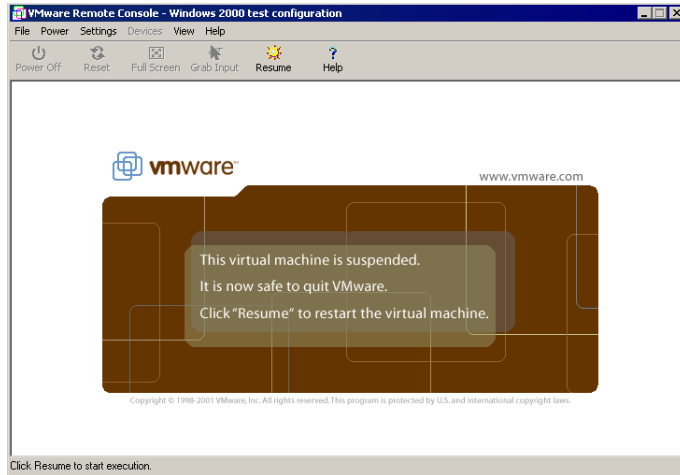 VMware Remote Console - Windows 2000 test configuration
File Power Settings Devices View Help
Power Off Reset Full Screen Grab Input Resume Help
vmware™
www.vmware.com
This virtual machine is suspended.
It is now safe to quit VMware.
Click "Resume" to restart the virtual machine.
Copyright © 1998-2001 VMware, Inc. All rights reserved. This program is protected by U.S. and international copyright laws.
Click Resume to start execution.